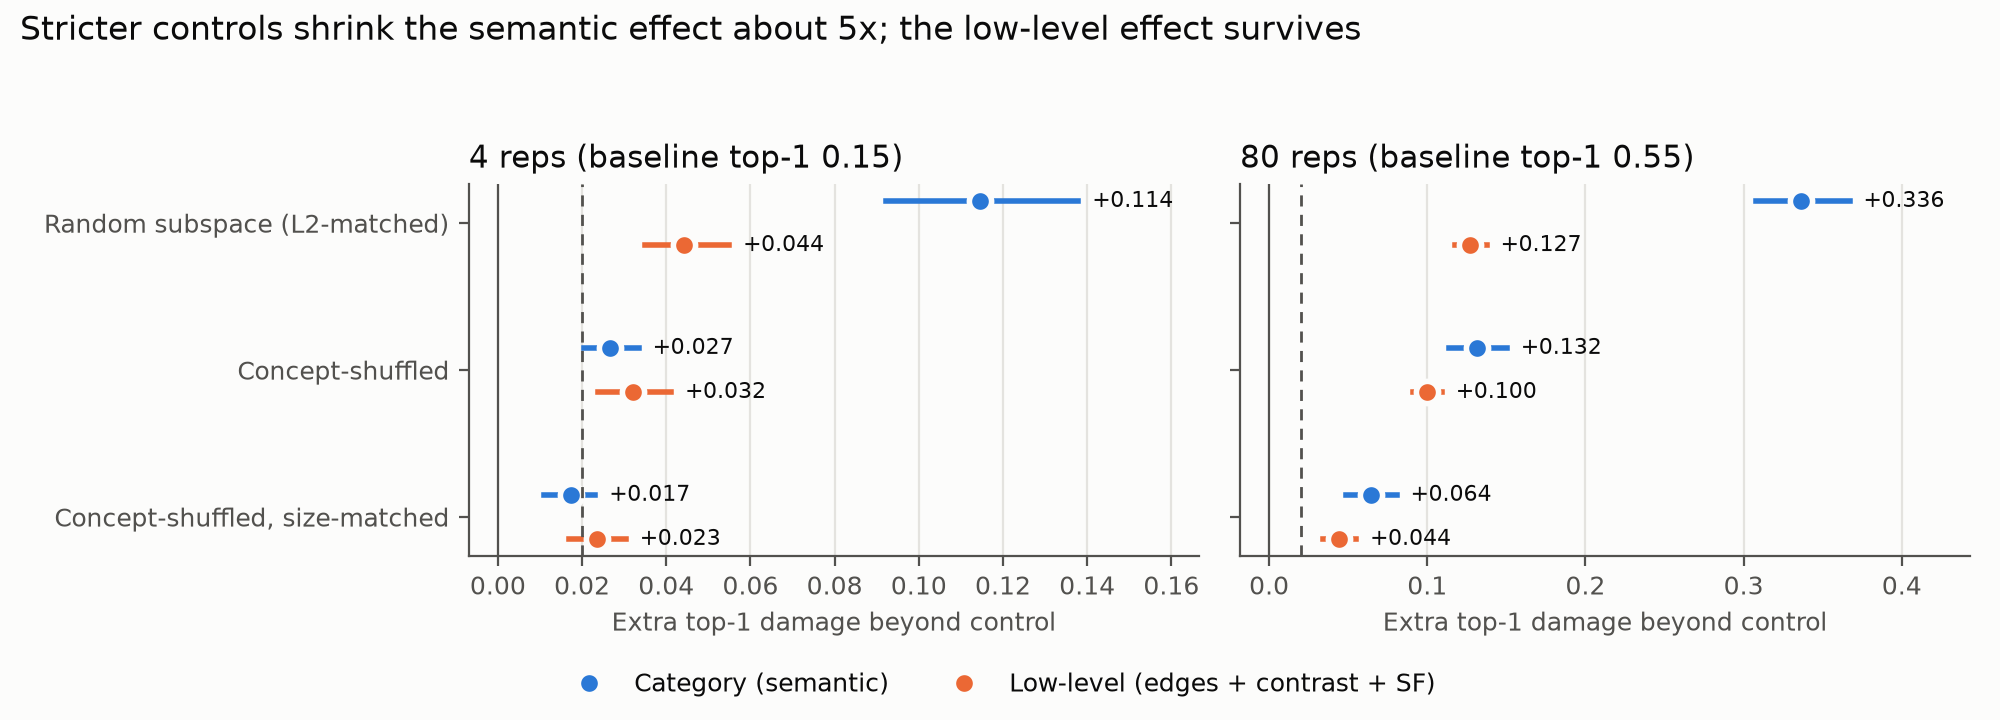 Stricter controls shrink the semantic effect about 5x; the low-level effect survives
4 reps (baseline top-1 0.15)
80 reps (baseline top-1 0.55)
Random subspace (L2-matched)
+0.114
+0.044
+0.336
+0.127
Concept-shuffled
+0.027
+0.032
+0.132
+0.100
Concept-shuffled, size-matched
+0.017
+0.023
+0.064
+0.044
0.00 0.02 0.04 0.06 0.08 0.10 0.12 0.14 0.16
0.0 0.1 0.2 0.3 0.4
Extra top-1 damage beyond control
Extra top-1 damage beyond control
Category (semantic)
Low-level (edges + contrast + SF)